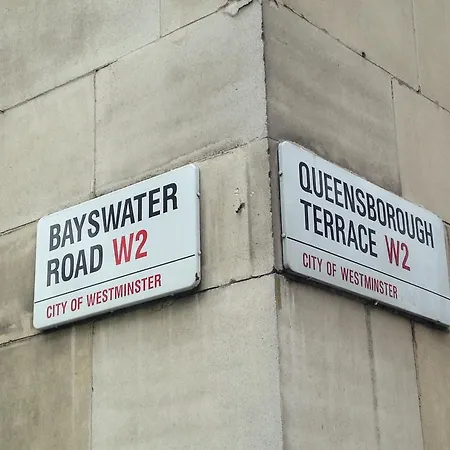 BAYSWATER
ROAD W2
CITY OF WESTMINSTER
QUEENSBOROUGH
TERRACE W2
CITY OF WESTMINSTER